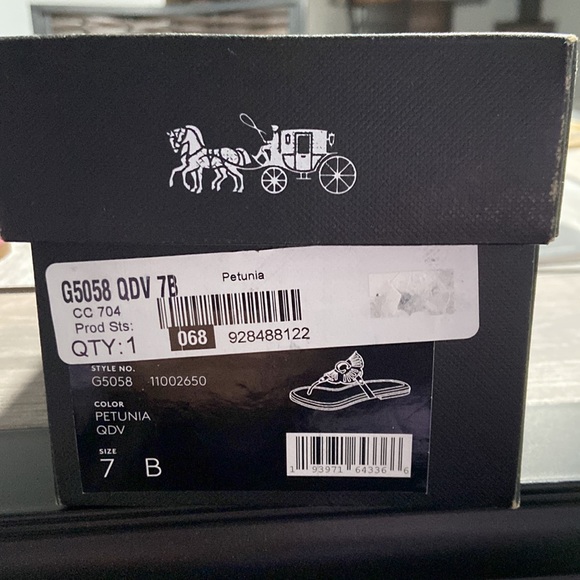 G5058 QDV 7B
Petunia
CC 704
Prod Sts:
QTY:1
068
928488122
STYLE NO.
G5058 11002650
COLOR
PETUNIA
QDV
SIZE
7 B
1 93971 64336 6